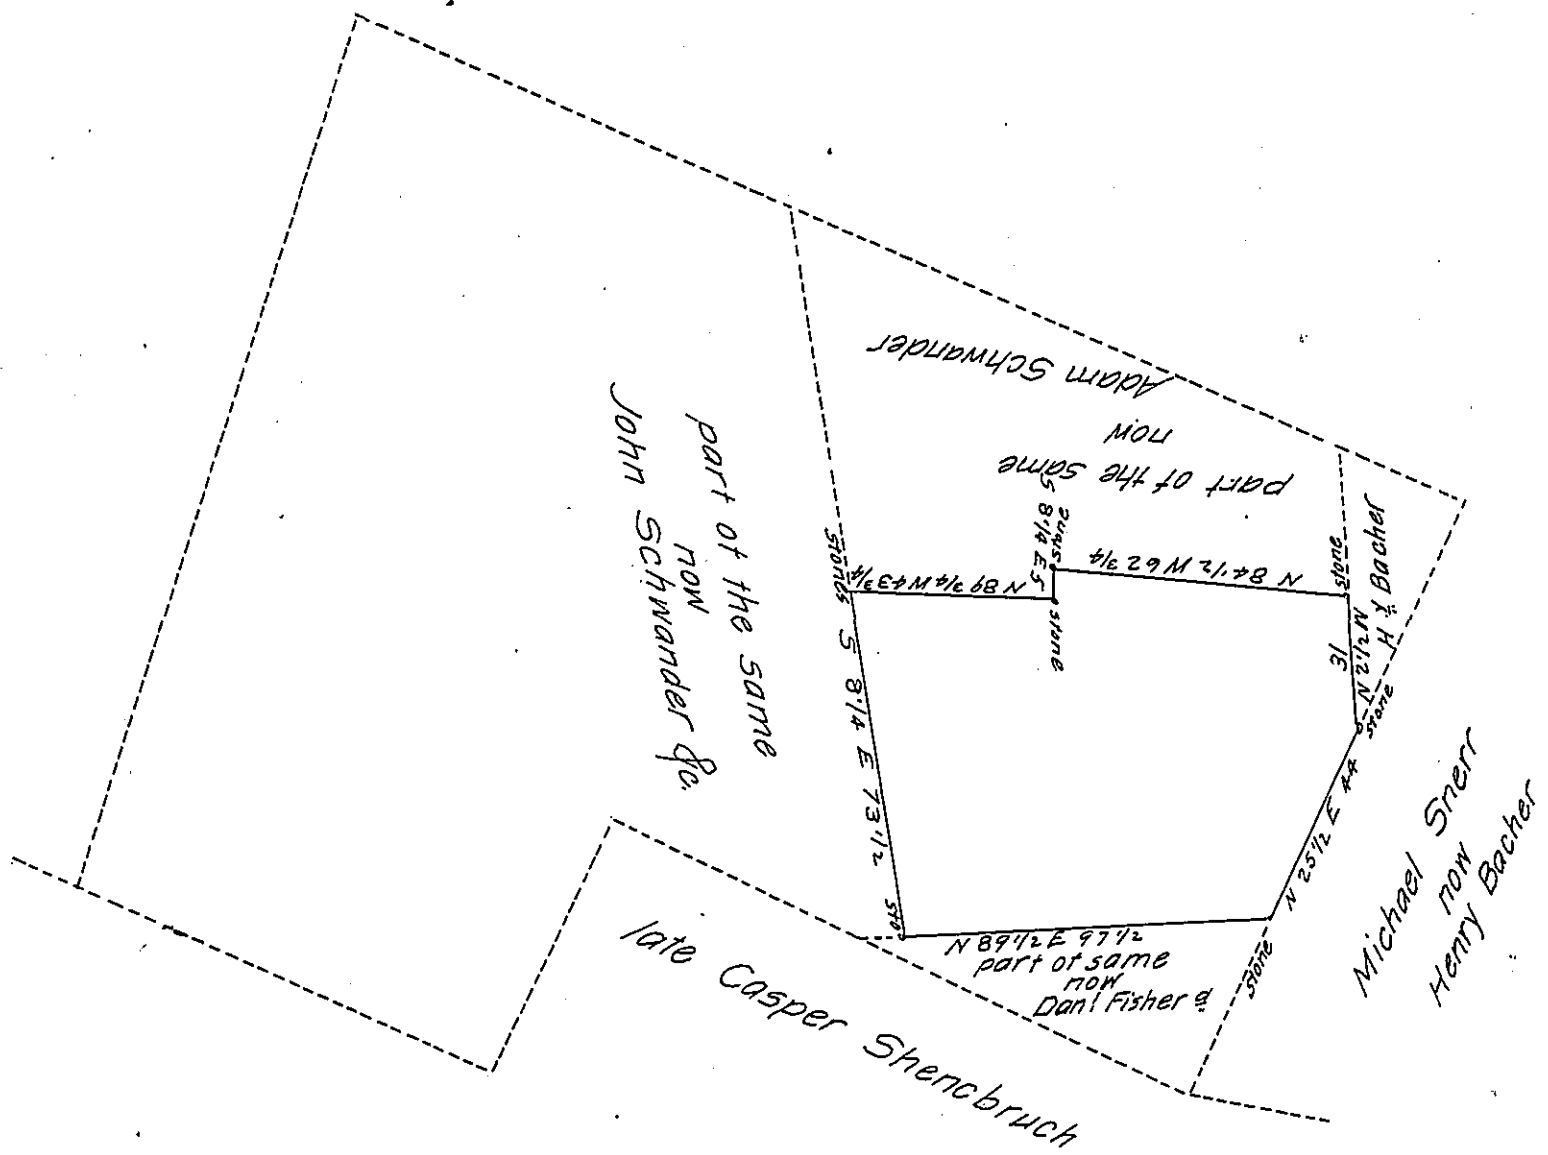 Adam Schwander
now
part of the same
part of the same
now
John Schwander &c.
stones
N 89 3/4 W 43 3/4
S 8 1/4 E 5
stone
N 84 1/2 W 62 3/4
stone
H & Bacher
N 2 1/2 W
31
stone
S 8 1/4 E 73 1/2
sto
N 25 1/2 E 44
stone
N 89 1/2 E 97 1/2
part of same
now
Danl Fisher
Michael Snerr
now
Henry Bacher
late Casper Shencbruch